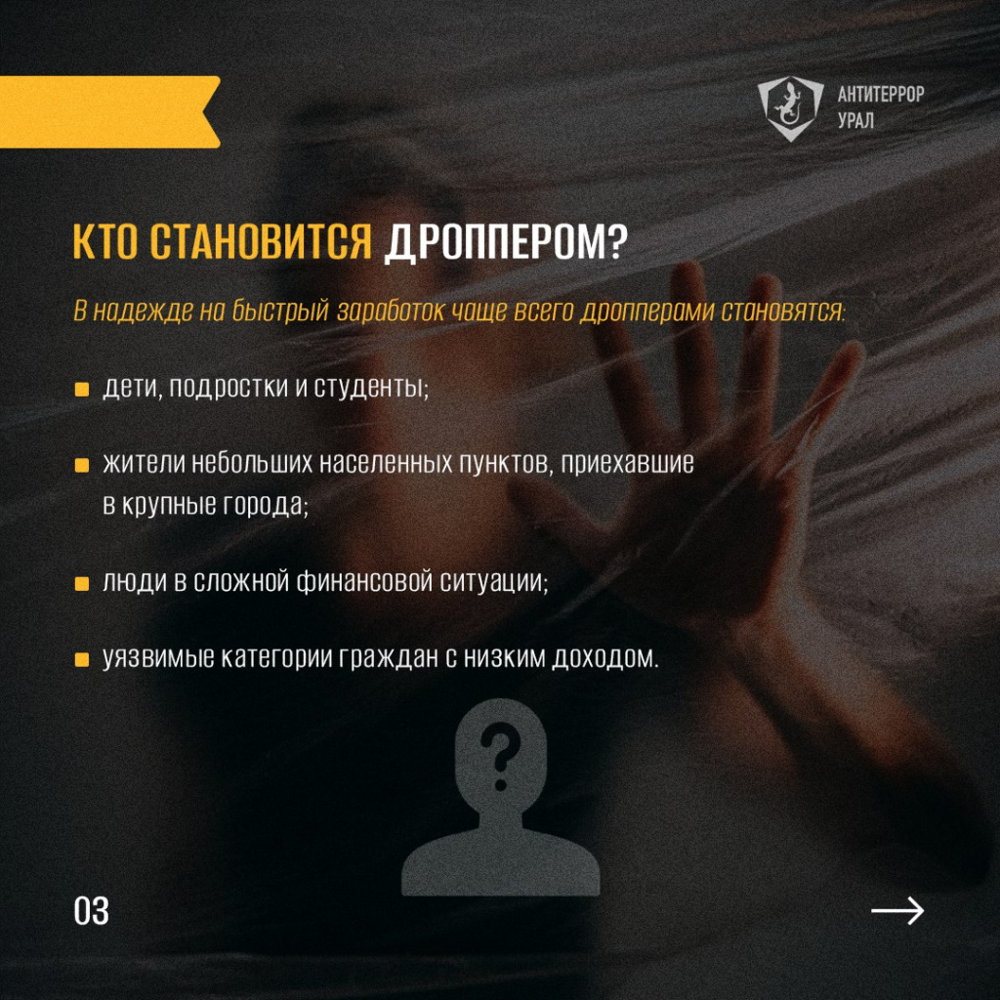 АНТИТЕРРОР
УРАЛ
КТО СТАНОВИТСЯ ДРОППЕРОМ?
В надежде на быстрый заработок чаще всего дропперами становятся:
дети, подростки и студенты;
жители небольших населенных пунктов, приехавшие
в крупные города;
люди в сложной финансовой ситуации;
уязвимые категории граждан с низким доходом.
?
03